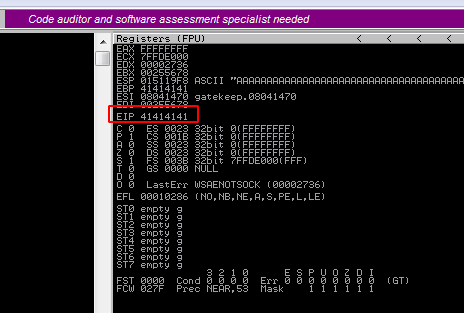 Code auditor and software assessment specialist needed
Registers (FPU) < < < <
EAX FFFFFFFF
ECX 7FFDE000
EDX 00002736
EBX 00255678
ESP 015119F8 ASCII "AAAAAAAAAAAAAAAAAAAAAAAAAAAAAAAAAAA
EBP 41414141
ESI 08041470 gatekeep.08041470
EDI 00255678
EIP 41414141
C 0 ES 0023 32bit 0(FFFFFFFF)
P 1 CS 001B 32bit 0(FFFFFFFF)
A 0 SS 0023 32bit 0(FFFFFFFF)
Z 0 DS 0023 32bit 0(FFFFFFFF)
S 1 FS 003B 32bit 7FFDE000(FFF)
T 0 GS 0000 NULL
D 0
O 0 LastErr WSAENOTSOCK (00002736)
EFL 00010286 (NO,NB,NE,A,S,PE,L,LE)
ST0 empty g
ST1 empty g
ST2 empty g
ST3 empty g
ST4 empty g
ST5 empty g
ST6 empty g
ST7 empty g
3 2 1 0 E S P U O Z D I
FST 0000 Cond 0 0 0 0 Err 0 0 0 0 0 0 0 0 (GT)
FCW 027F Prec NEAR,53 Mask 1 1 1 1 1 1